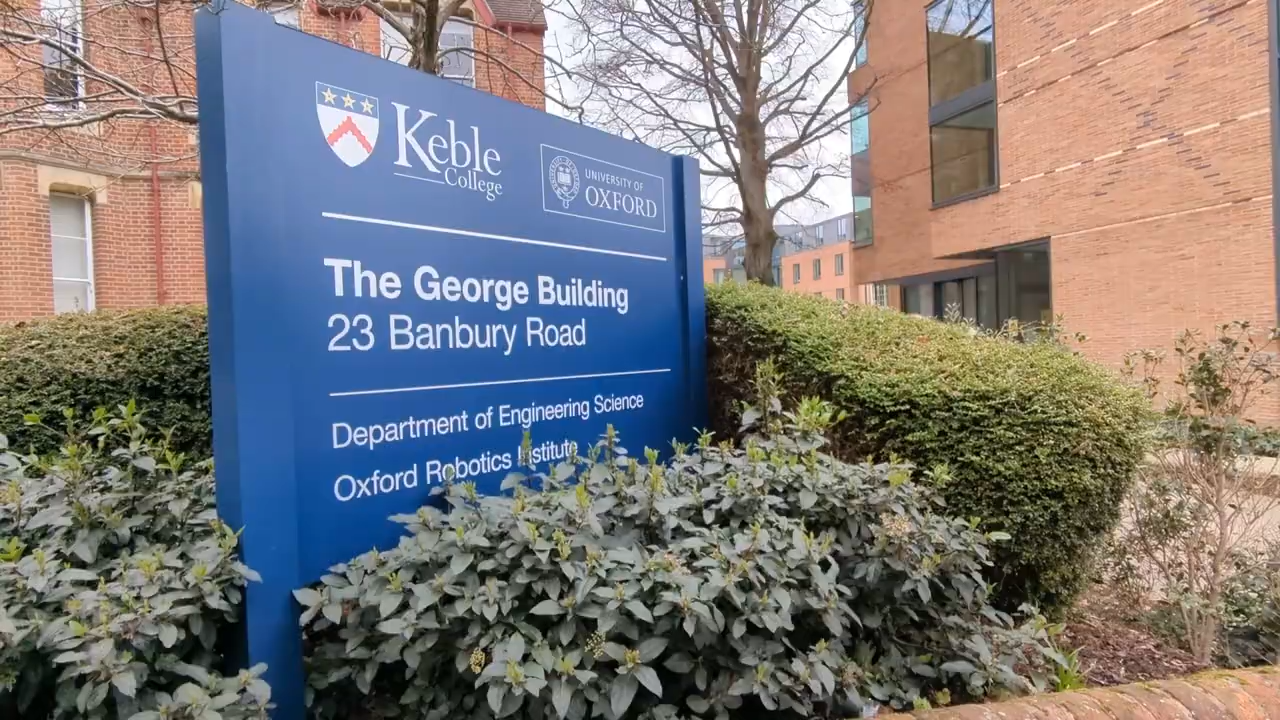 Keble
College
UNIVERSITY OF
OXFORD
The George Building
23 Banbury Road
Department of Engineering Science
Oxford Robotics Institute